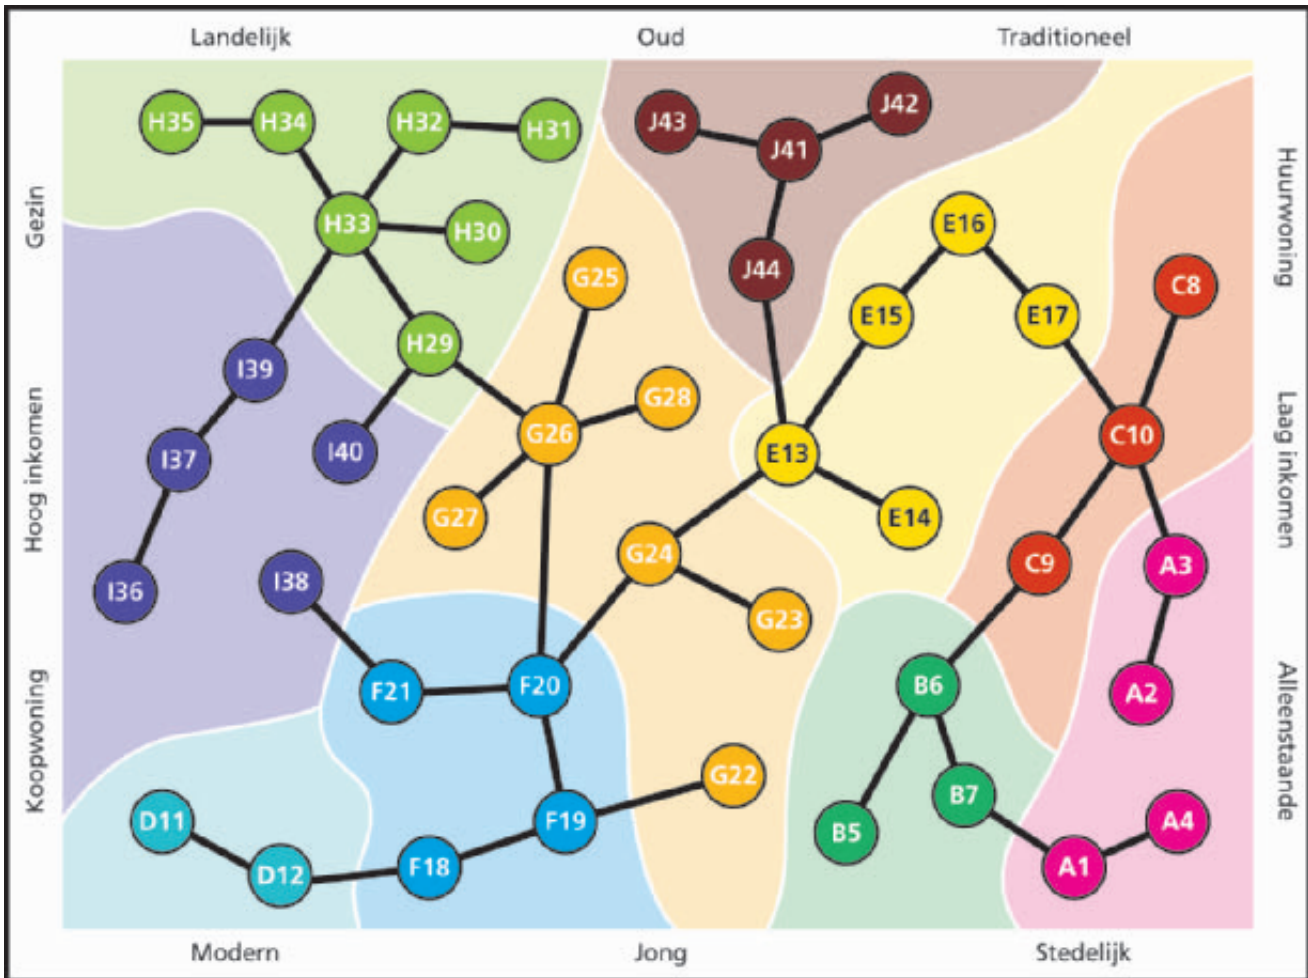 Landelijk
Oud
Traditioneel
H35
H34
H32
H31
J43
J41
J42
Gezin
Huurwoning
H33
H30
E16
J44
G25
C8
E15
E17
H29
I39
G28
Hoog inkomen
Laag inkomen
G26
C10
I37
I40
E13
G27
E14
G24
C9
A3
I36
I38
G23
Koopwoning
Alleenstaande
F21
F20
B6
A2
G22
B7
D11
F19
B5
A4
D12
F18
A1
Modern
Jong
Stedelijk